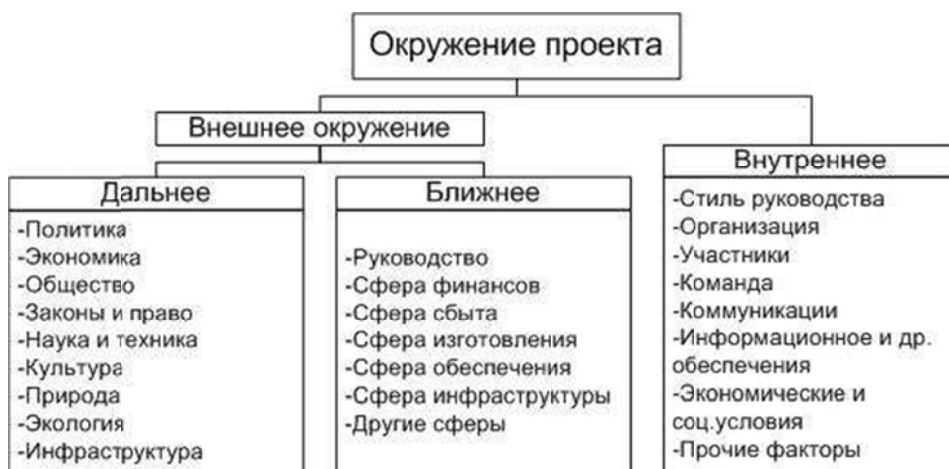 Окружение проекта
Внешнее окружение
Дальнее
-Политика
-Экономика
-Общество
-Законы и право
-Наука и техника
-Культура
-Природа
-Экология
-Инфраструктура
Ближнее
-Руководство
-Сфера финансов
-Сфера сбыта
-Сфера изготовления
-Сфера обеспечения
-Сфера инфраструктуры
-Другие сферы
Внутреннее
-Стиль руководства
-Организация
-Участники
-Команда
-Коммуникации
-Информационное и др.
обеспечения
-Экономические и
соц.условия
-Прочие факторы